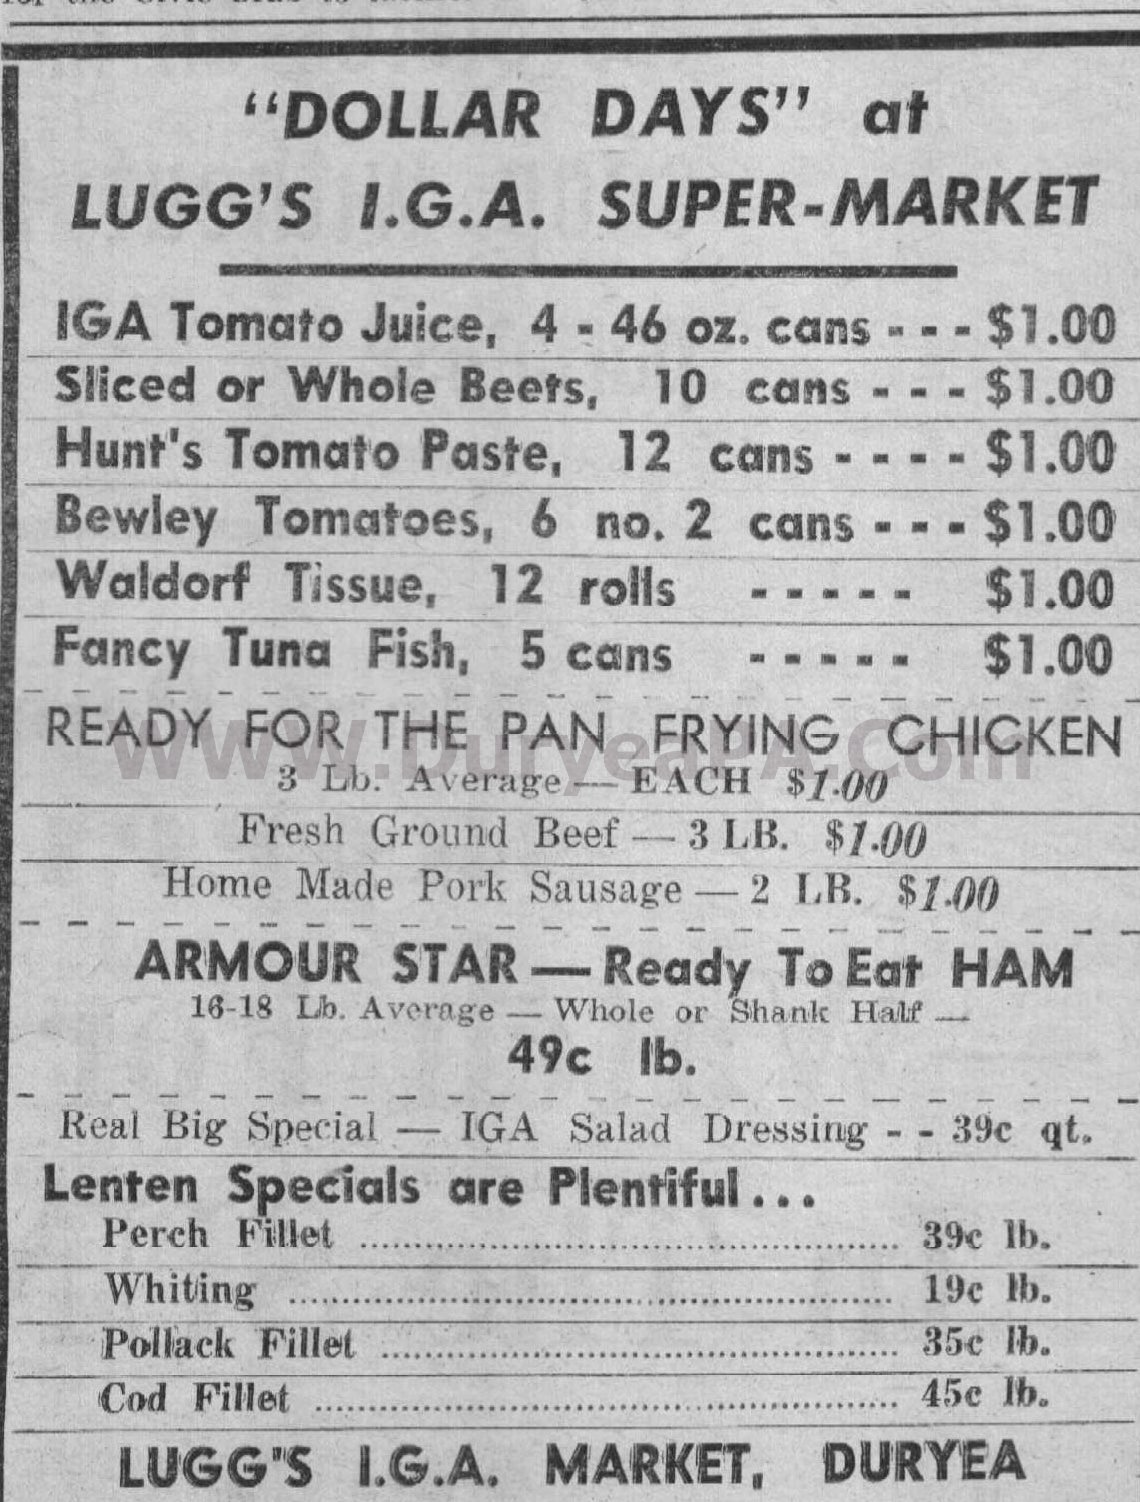 "DOLLAR DAYS" at
LUGG'S I.G.A. SUPER-MARKET
IGA Tomato Juice, 4 - 46 oz. cans - - - $1.00
Sliced or Whole Beets, 10 cans - - - $1.00
Hunt's Tomato Paste, 12 cans - - - - $1.00
Bewley Tomatoes, 6 no. 2 cans - - - $1.00
Waldorf Tissue, 12 rolls - - - - - $1.00
Fancy Tuna Fish, 5 cans - - - - - $1.00
READY FOR THE PAN FRYING CHICKEN
www.DuryeaPA.Com
3 Lb. Average — EACH $1.00
Fresh Ground Beef — 3 LB. $1.00
Home Made Pork Sausage — 2 LB. $1.00
ARMOUR STAR — Ready To Eat HAM
16-18 Lb. Average — Whole or Shank Half —
49c lb.
Real Big Special — IGA Salad Dressing - - 39c qt.
Lenten Specials are Plentiful...
Perch Fillet .................................................. 39c lb.
Whiting .......................................................... 19c lb.
Pollack Fillet ................................................ 35c lb.
Cod Fillet ...................................................... 45c lb.
LUGG'S I.G.A. MARKET, DURYEA